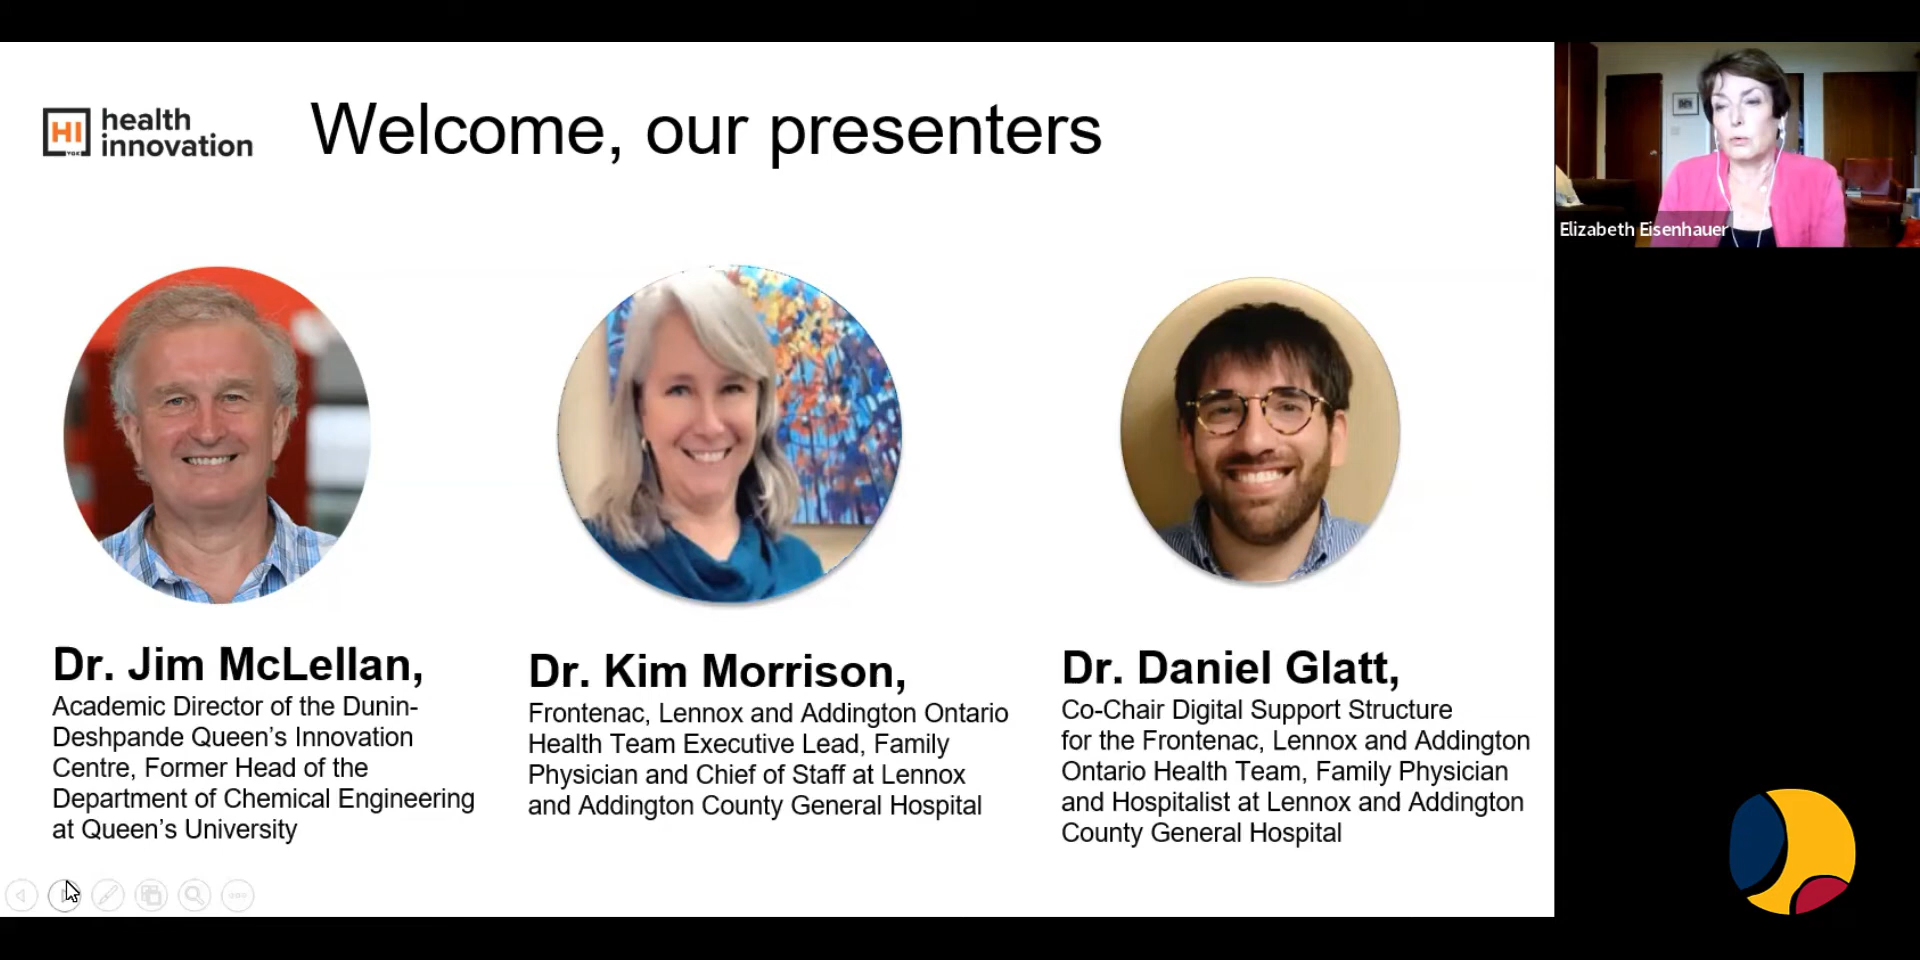 HI
YGK
health
innovation
Welcome, our presenters
Elizabeth Eisenhauer
Dr. Jim McLellan,
Academic Director of the Dunin-
Deshpande Queen’s Innovation
Centre, Former Head of the
Department of Chemical Engineering
at Queen’s University
Dr. Kim Morrison,
Frontenac, Lennox and Addington Ontario
Health Team Executive Lead, Family
Physician and Chief of Staff at Lennox
and Addington County General Hospital
Dr. Daniel Glatt,
Co-Chair Digital Support Structure
for the Frontenac, Lennox and Addington
Ontario Health Team, Family Physician
and Hospitalist at Lennox and Addington
County General Hospital